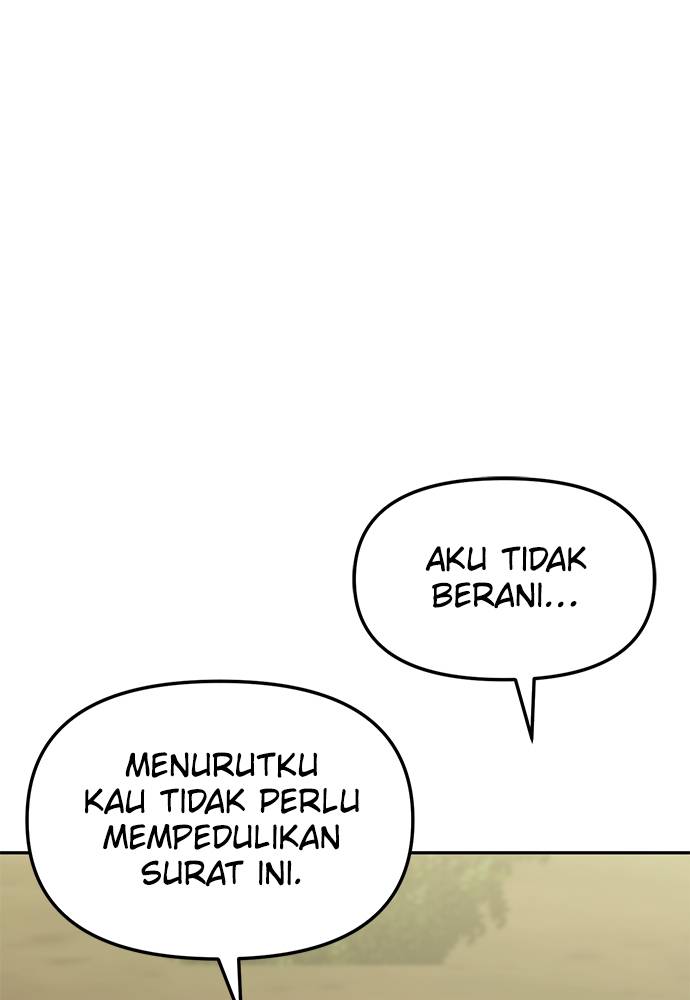 AKU TIDAK
BERANI...
MENURUTKU
KAU TIDAK PERLU
MEMPEDULIKAN
SURAT INI.